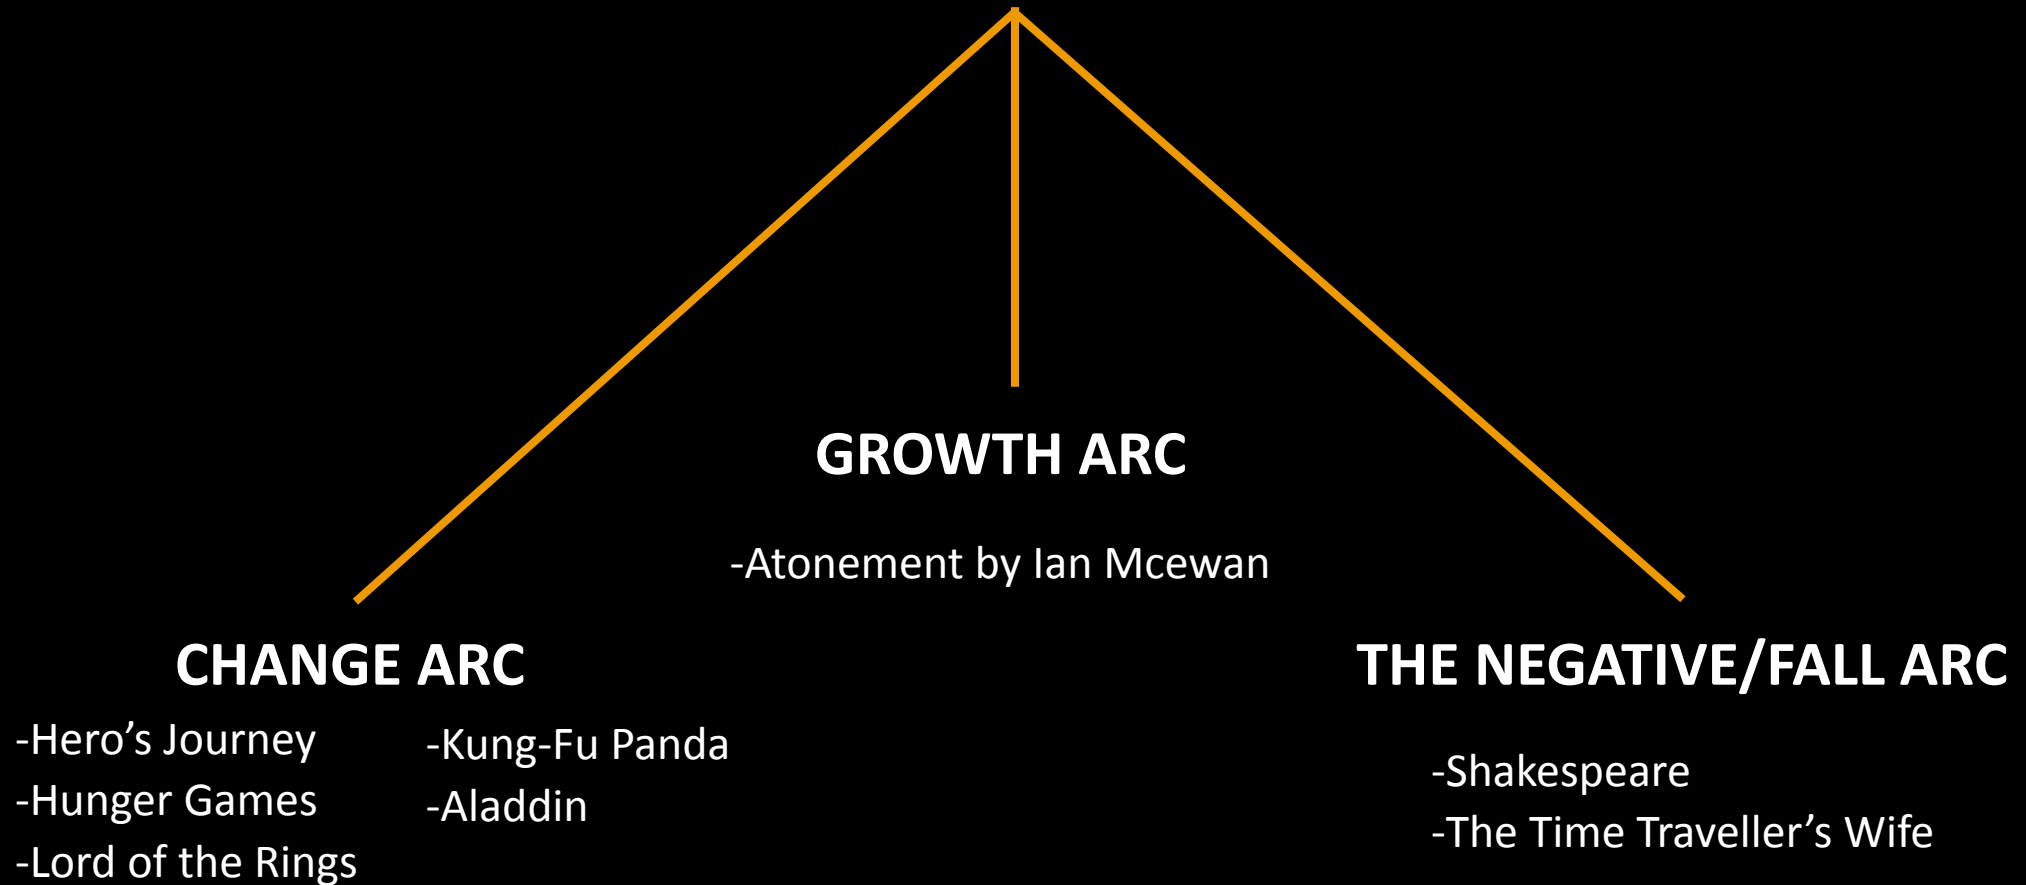 GROWTH ARC
-Atonement by Ian Mcewan
CHANGE ARC
-Hero’s Journey
-Hunger Games
-Lord of the Rings
-Kung-Fu Panda
-Aladdin
THE NEGATIVE/FALL ARC
-Shakespeare
-The Time Traveller’s Wife